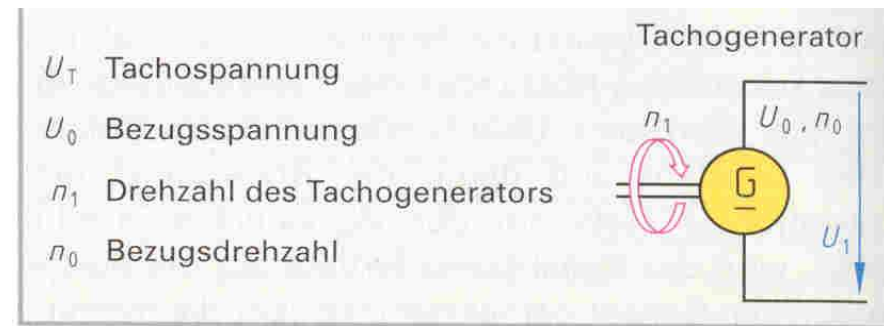 Tachogenerator
U_T Tachospannung
U_0 Bezugsspannung
n_1 Drehzahl des Tachogenerators
n_0 Bezugsdrehzahl
n_1
U_0, n_0
G
U_1